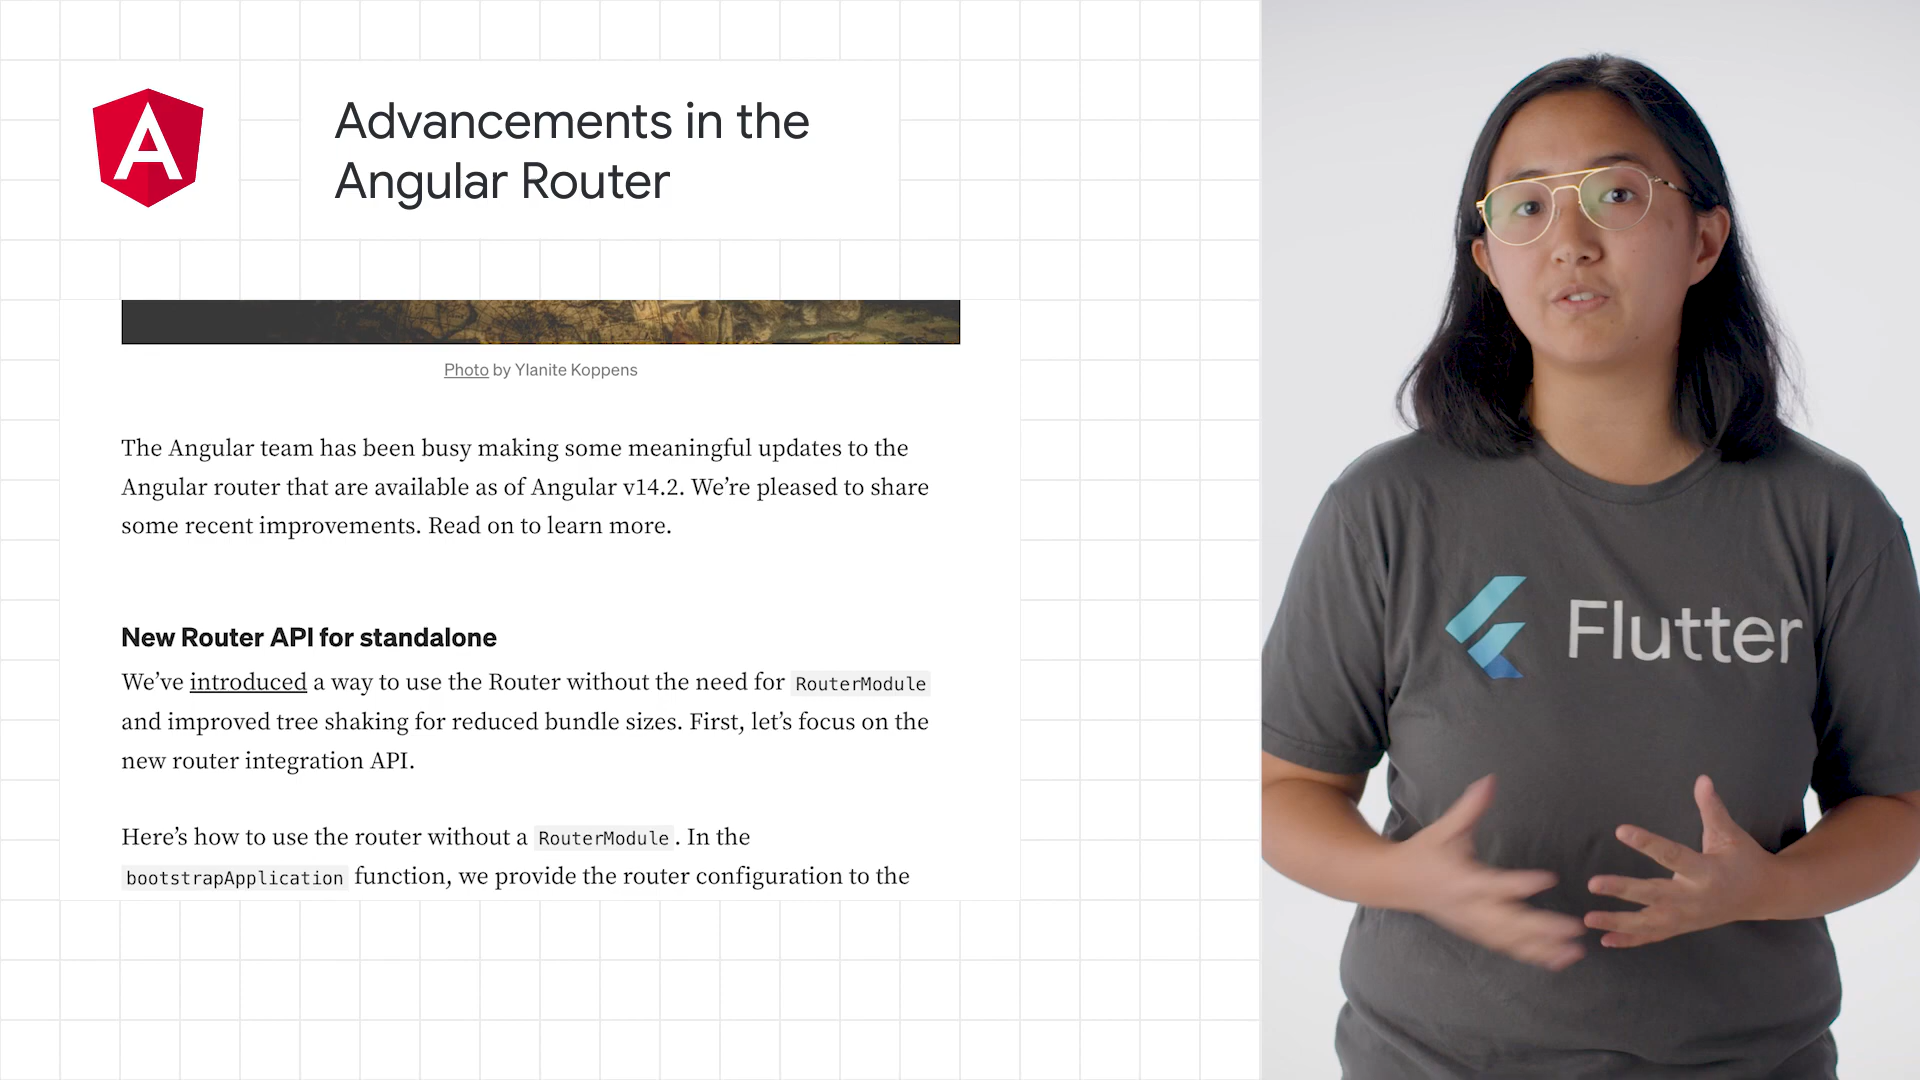 Advancements in the
Angular Router
Photo by Ylanite Koppens
The Angular team has been busy making some meaningful updates to the
Angular router that are available as of Angular v14.2. We’re pleased to share
some recent improvements. Read on to learn more.
New Router API for standalone
We’ve introduced a way to use the Router without the need for RouterModule
and improved tree shaking for reduced bundle sizes. First, let’s focus on the
new router integration API.
Here’s how to use the router without a RouterModule. In the
bootstrapApplication function, we provide the router configuration to the
A
Flutter